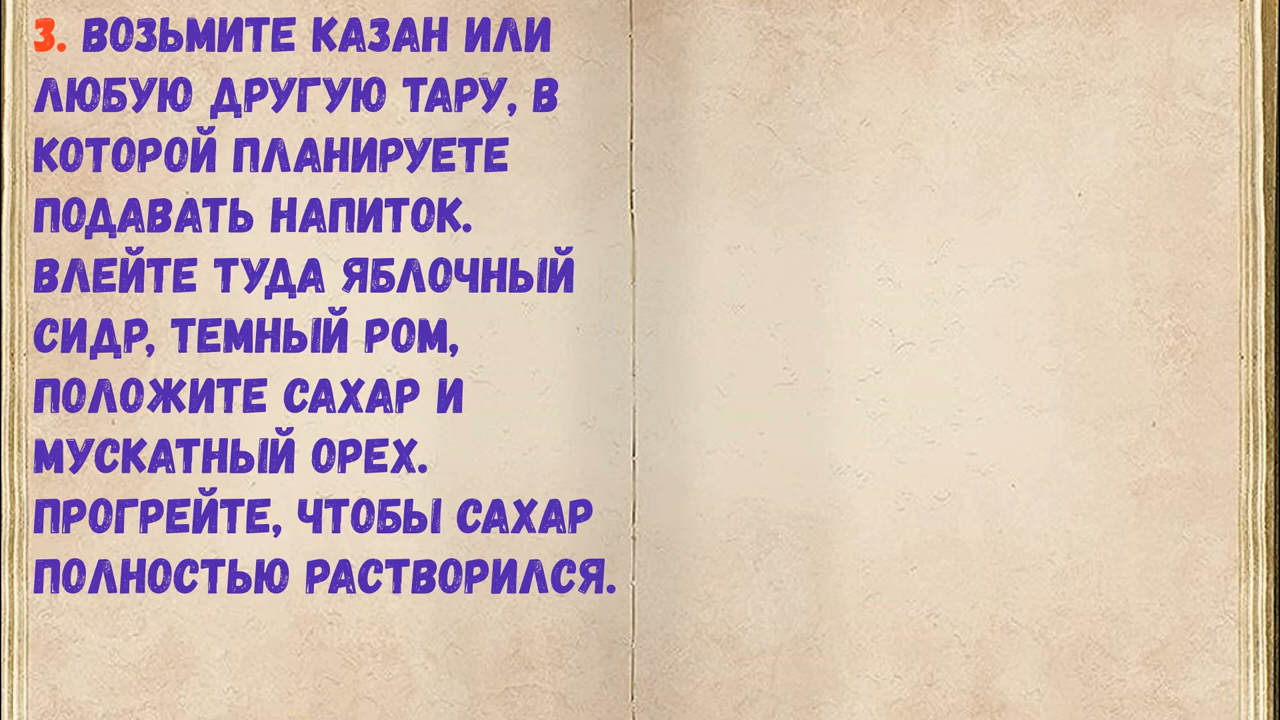 3. ВОЗЬМИТЕ КАЗАН ИЛИ
ЛЮБУЮ ДРУГУЮ ТАРУ, В
КОТОРОЙ ПЛАНИРУЕТЕ
ПОДАВАТЬ НАПИТОК.
ВЛЕЙТЕ ТУДА ЯБЛОЧНЫЙ
СИДР, ТЕМНЫЙ РОМ,
ПОЛОЖИТЕ САХАР И
МУСКАТНЫЙ ОРЕХ.
ПРОГРЕЙТЕ, ЧТОБЫ САХАР
ПОЛНОСТЬЮ РАСТВОРИЛСЯ.